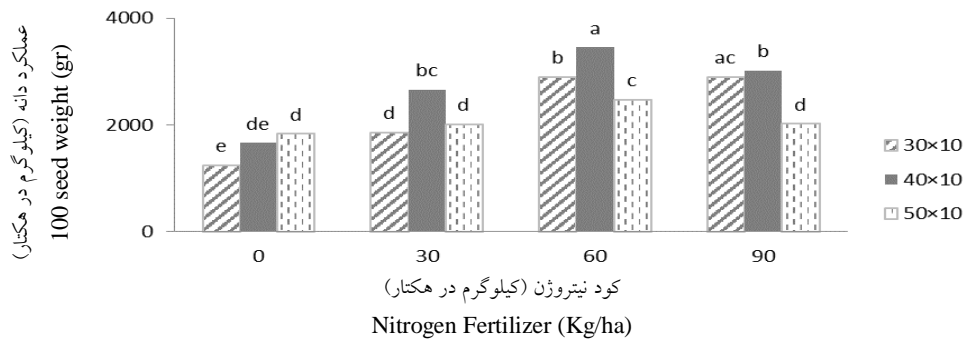 عملکرد دانه (کیلوگرم در هکتار)
100 seed weight (gr)
4000
2000
0
e de d
d bc d
b a c
ac b d
0 30 60 90
30×10
40×10
50×10
کود نیتروژن (کیلوگرم در هکتار)
Nitrogen Fertilizer (Kg/ha)